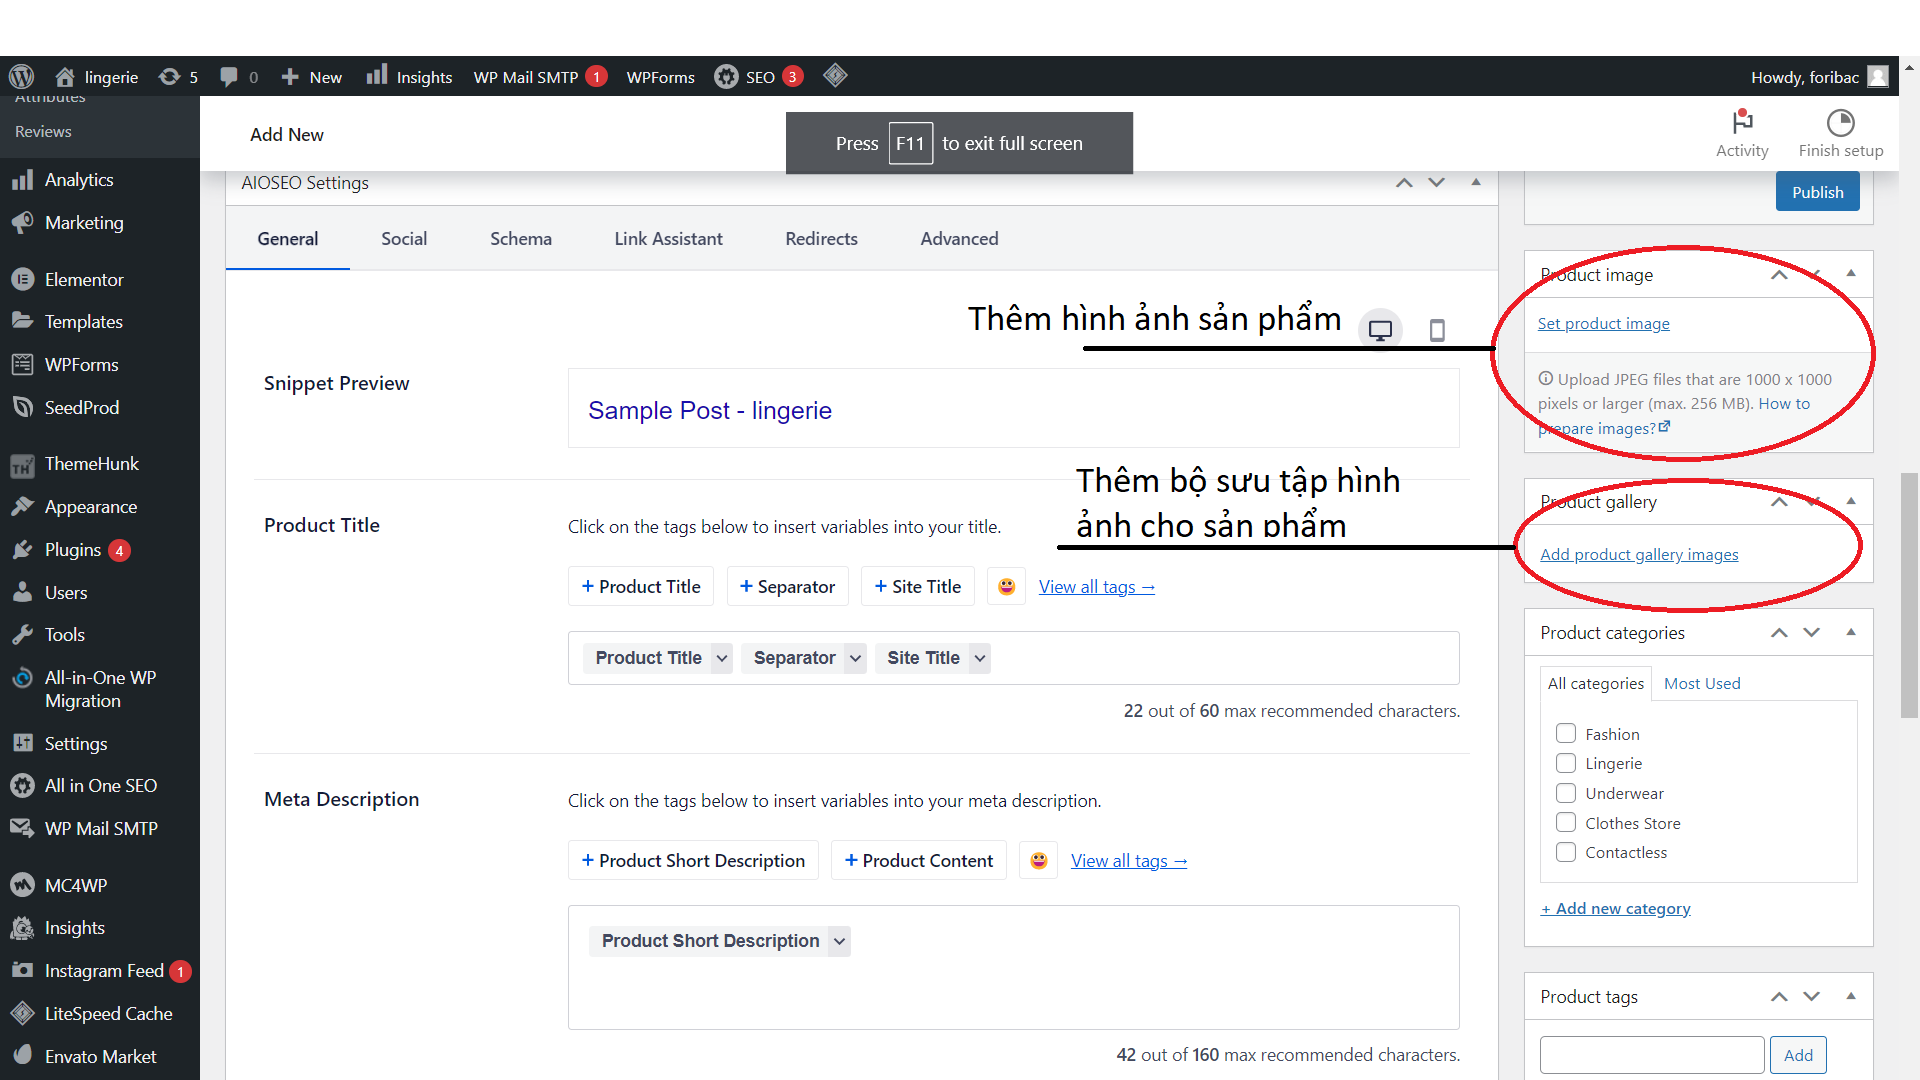 lingerie 5 0 New Insights WP Mail SMTP 1 WPForms SEO 3 Howdy, foribac
Attributes
Reviews
Analytics
Marketing
Elementor
Templates
WPForms
SeedProd
ThemeHunk
Appearance
Plugins 4
Users
Tools
All-in-One WP
Migration
Settings
All in One SEO
WP Mail SMTP
MC4WP
Insights
Instagram Feed 1
LiteSpeed Cache
Envato Market
Add New
Press F11 to exit full screen
Activity
Finish setup
AIOSEO Settings
General Social Schema Link Assistant Redirects Advanced
Thêm hình ảnh sản phẩm
Snippet Preview
Sample Post - lingerie
Thêm bộ sưu tập hình
ảnh cho sản phẩm
Product Title
Click on the tags below to insert variables into your title.
+ Product Title + Separator + Site Title View all tags →
Product Title Separator Site Title
22 out of 60 max recommended characters.
Meta Description
Click on the tags below to insert variables into your meta description.
+ Product Short Description + Product Content View all tags →
Product Short Description
42 out of 160 max recommended characters.
Publish
Product image
Set product image
Upload JPEG files that are 1000 x 1000
pixels or larger (max. 256 MB). How to
prepare images?
Product gallery
Add product gallery images
Product categories
All categories Most Used
Fashion
Lingerie
Underwear
Clothes Store
Contactless
+ Add new category
Product tags
Add